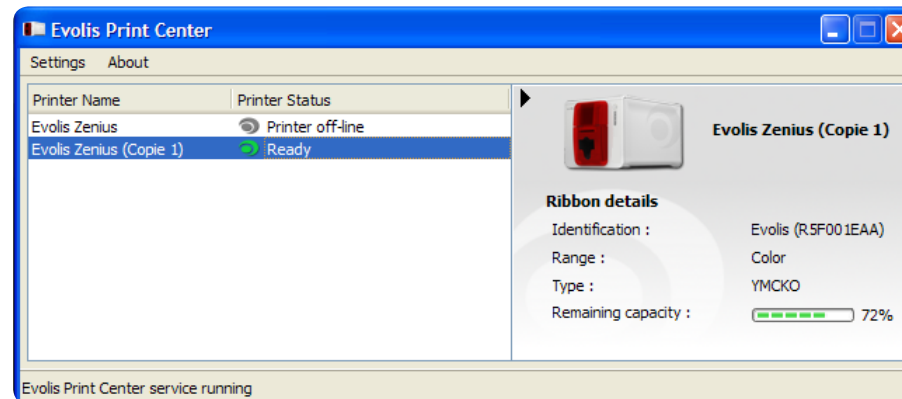 Evolis Print Center
Settings About
Printer Name Printer Status
Evolis Zenius Printer off-line
Evolis Zenius (Copie 1) Ready
Evolis Zenius (Copie 1)
Ribbon details
Identification : Evolis (R5F001EAA)
Range : Color
Type : YMCKO
Remaining capacity : 72%
Evolis Print Center service running